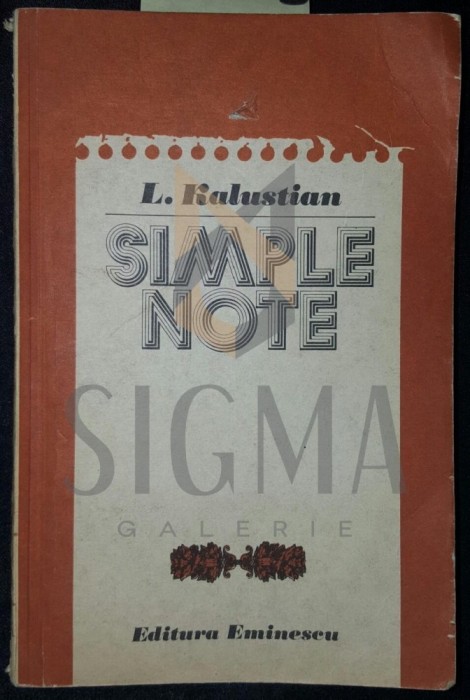 L. Kalustian
SIMPLE
NOTE
SIGMA
GALERIE
Editura Eminescu